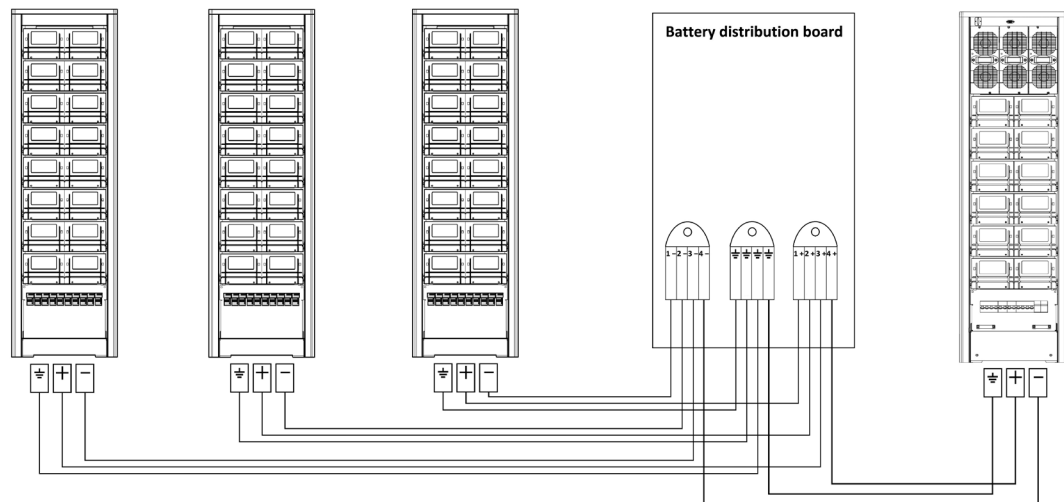 Battery distribution board
1 –2 –3 –4 –
1 +2 +3 +4 +
+ –
+ –
+ –
+ –